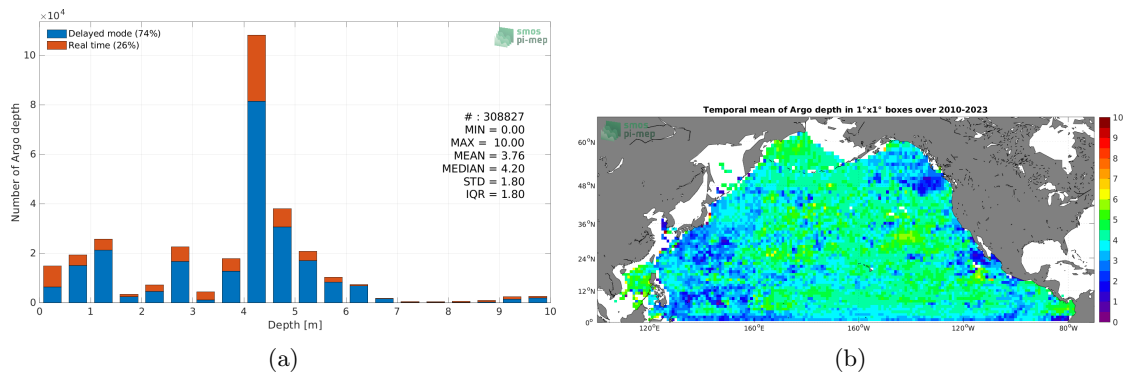 ×10⁴
Delayed mode (74%)
Real time (26%)
smos
pi-mep
# : 308827
MIN = 0.00
MAX = 10.00
MEAN = 3.76
MEDIAN = 4.20
STD = 1.80
IQR = 1.80
Number of Argo depth
10
8
6
4
2
0
0 1 2 3 4 5 6 7 8 9 10
Depth [m]
(a)
Temporal mean of Argo depth in 1°x1° boxes over 2010-2023
smos
pi-mep
60°N
48°N
36°N
24°N
12°N
0°
120°E 160°E 160°W 120°W 80°W
10
9
8
7
6
5
4
3
2
1
0
(b)